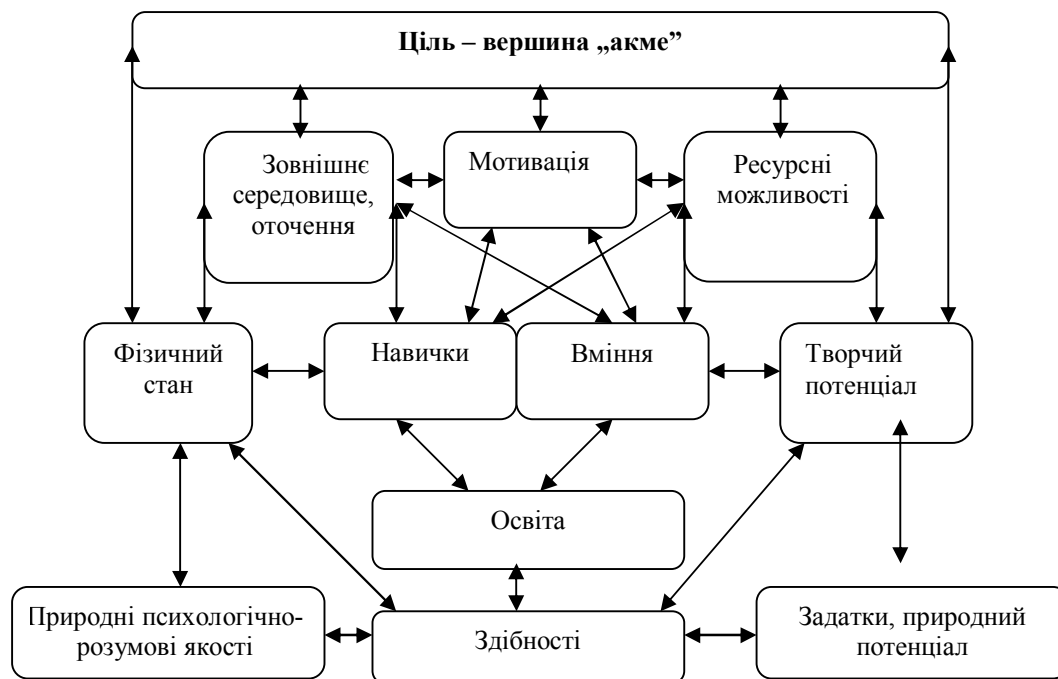 Ціль – вершина „акме”
Зовнішнє
середовище,
оточення
Мотивація
Ресурсні
можливості
Фізичний
стан
Навички
Вміння
Творчий
потенціал
Освіта
Природні психологічно-
розумові якості
Здібності
Задатки, природний
потенціал